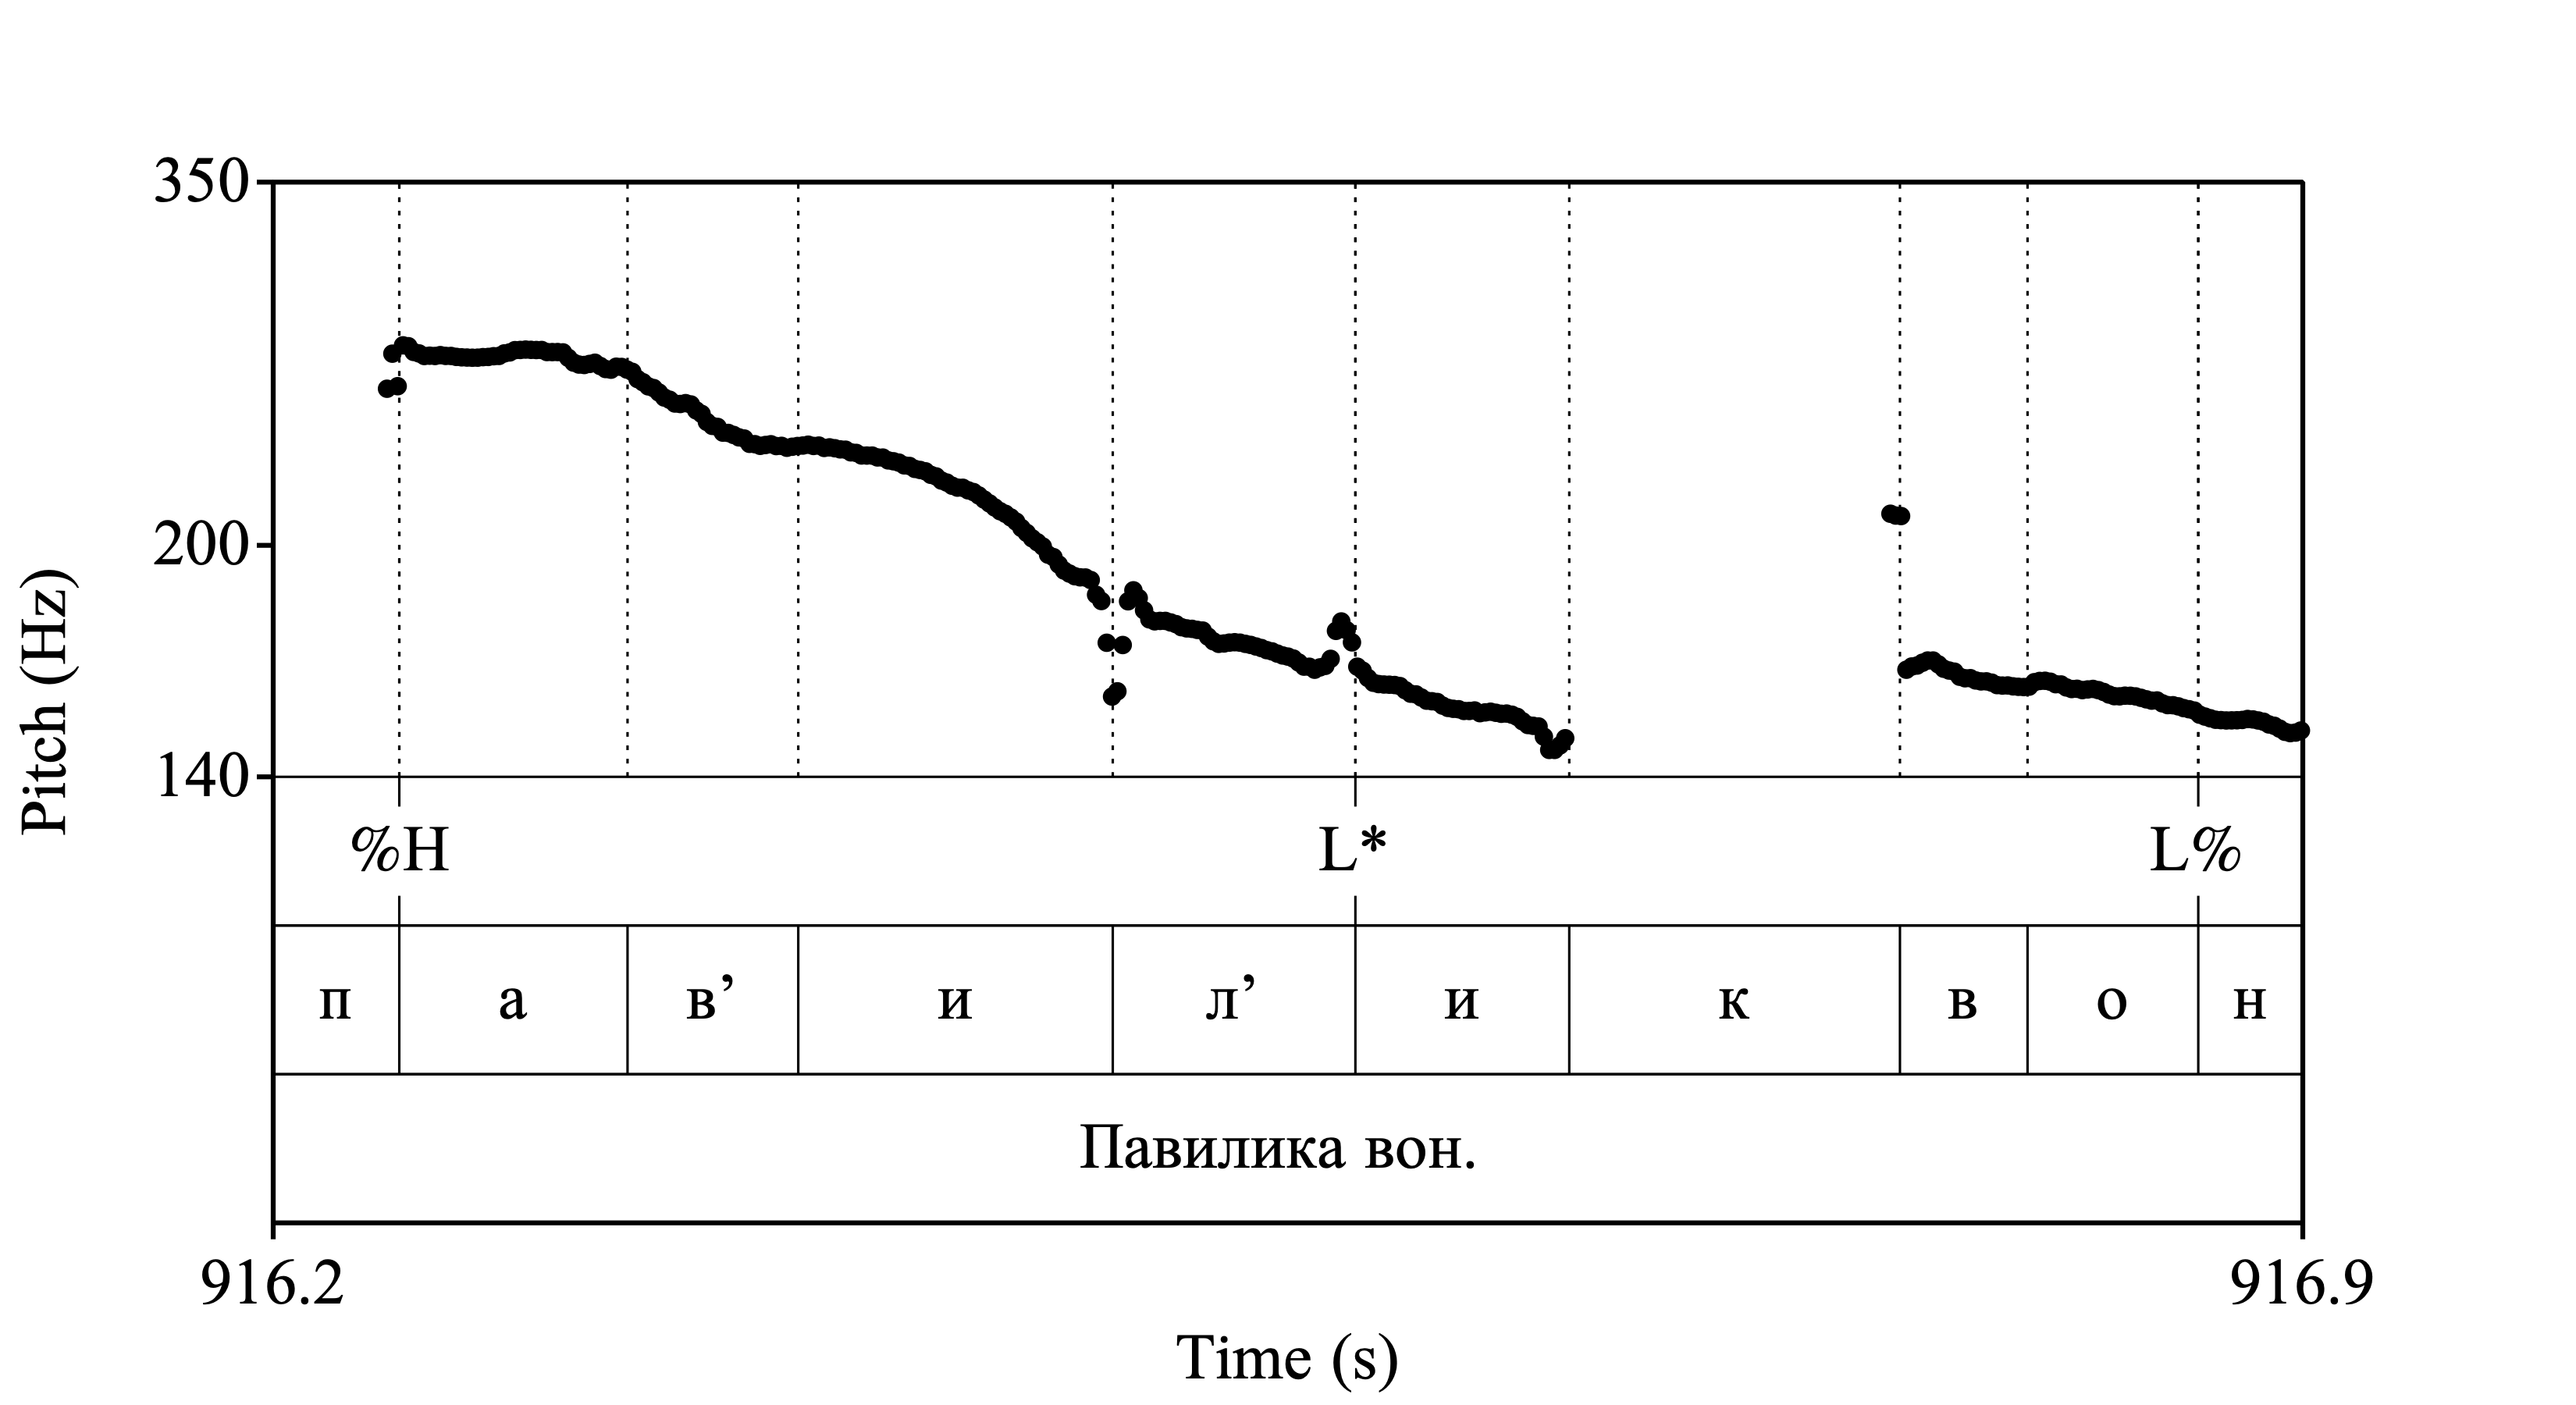 350
200
140
Pitch (Hz)
%H L* L%
п а в’ и л’ и к в о н
Павилика вон.
916.2 916.9
Time (s)